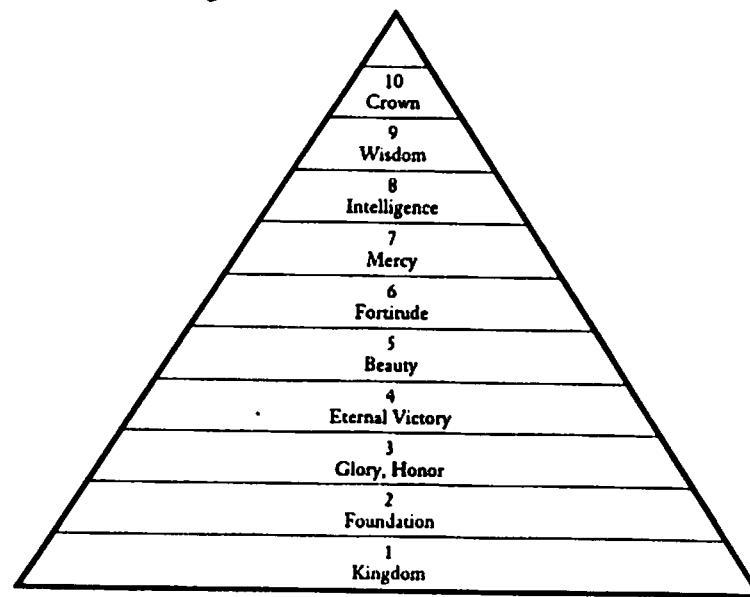 10
Crown
9
Wisdom
8
Intelligence
7
Mercy
6
Fortitude
5
Beauty
4
Eternal Victory
3
Glory, Honor
2
Foundation
1
Kingdom